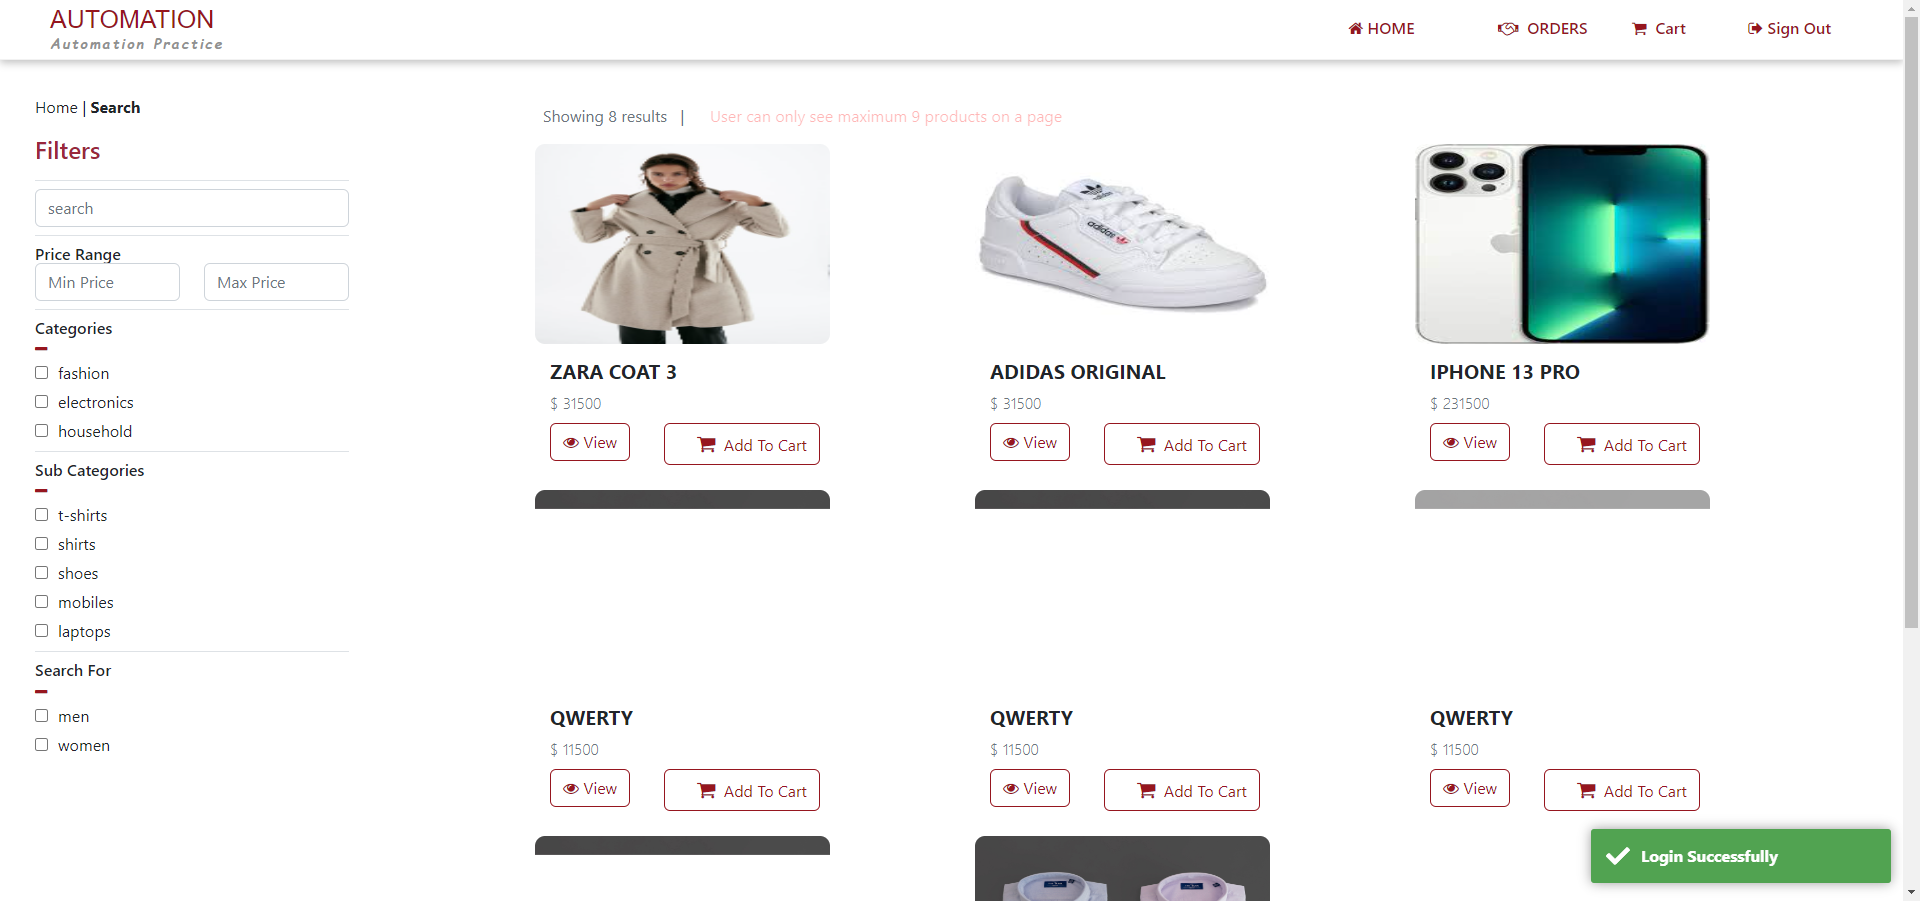 AUTOMATION
Automation Practice
HOME
ORDERS
Cart
Sign Out
Home | Search
Filters
search
Price Range
Min Price
Max Price
Categories
fashion
electronics
household
Sub Categories
t-shirts
shirts
shoes
mobiles
laptops
Search For
men
women
Showing 8 results |
User can only see maximum 9 products on a page
adidas
ZARA COAT 3
$ 31500
View
Add To Cart
ADIDAS ORIGINAL
$ 31500
View
Add To Cart
IPHONE 13 PRO
$ 231500
View
Add To Cart
QWERTY
$ 11500
View
Add To Cart
QWERTY
$ 11500
View
Add To Cart
QWERTY
$ 11500
View
Add To Cart
Login Successfully